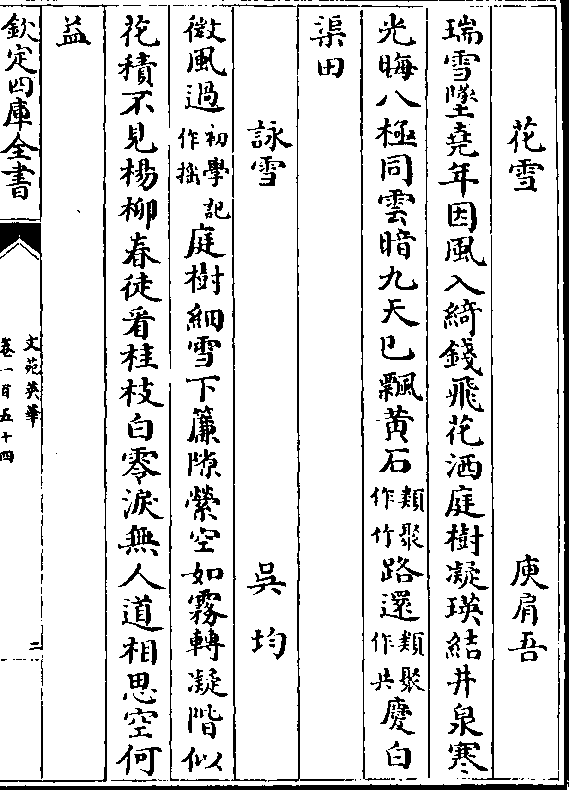 花雪　庾肩吾
瑞雪墜堯年因風入綺錢飛花洒庭樹凝瑛結井泉寒
光晦八極同雲暗九天已飄黄石類聚作竹路還類聚作共慶白
渠田
詠雪　吳均
微風過初學記作揺庭樹細雪下簾隙縈空如霧轉凝階似
花積不見楊柳春徒看桂枝白零淚無人道相思空何
益
欽定四庫全書
文苑英華
卷一百五十四
二